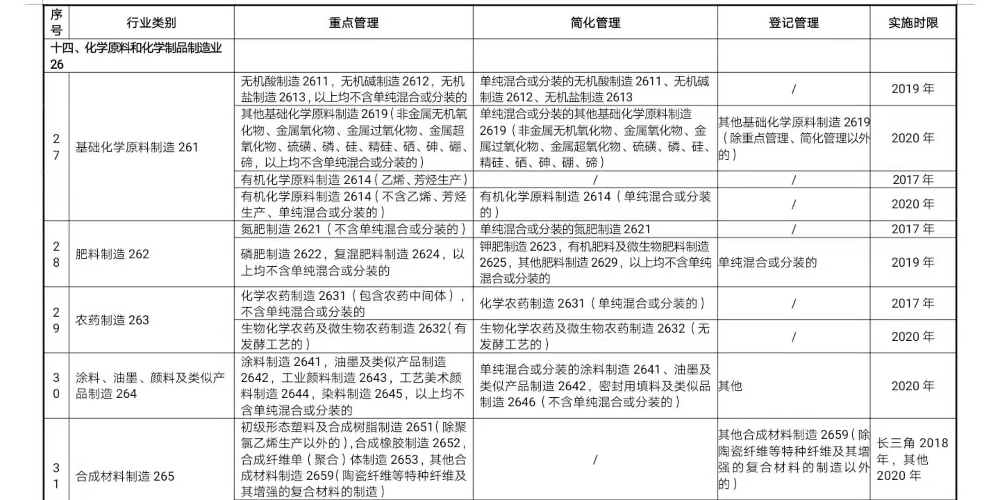 序号
行业类别
重点管理
简化管理
登记管理
实施时限
十四、化学原料和化学制品制造业
26
27
基础化学原料制造 261
无机酸制造 2611，无机碱制造 2612，无机
盐制造 2613，以上均不含单纯混合或分装的
单纯混合或分装的无机酸制造 2611、无机碱
制造 2612、无机盐制造 2613
/
2019 年
其他基础化学原料制造 2619（非金属无机氧
化物、金属氧化物、金属过氧化物、金属超
氧化物、硫磺、磷、硅、精硅、硒、砷、硼、
碲，以上均不含单纯混合或分装的）
单纯混合或分装的其他基础化学原料制造
2619（非金属无机氧化物、金属氧化物、金
属过氧化物、金属超氧化物、硫磺、磷、硅、
精硅、硒、砷、硼、碲）
其他基础化学原料制造 2619
（除重点管理、简化管理以外
的）
2020 年
有机化学原料制造 2614（乙烯、芳烃生产）
/
/
2017 年
有机化学原料制造 2614（不含乙烯、芳烃
生产、单纯混合或分装的）
有机化学原料制造 2614（单纯混合或分装
的）
/
2020 年
28
肥料制造 262
氮肥制造 2621（不含单纯混合或分装的）
单纯混合或分装的氮肥制造 2621
/
2017 年
磷肥制造 2622，复混肥料制造 2624，以
上均不含单纯混合或分装的
钾肥制造 2623，有机肥料及微生物肥料制造
2625，其他肥料制造 2629，以上均不含单纯
混合或分装的
单纯混合或分装的
2019 年
29
农药制造 263
化学农药制造 2631（包含农药中间体），
不含单纯混合或分装的
化学农药制造 2631（单纯混合或分装的）
/
2017 年
生物化学农药及微生物农药制造 2632（有
发酵工艺的）
生物化学农药及微生物农药制造 2632（无
发酵工艺的）
/
2020 年
30
涂料、油墨、颜料及类似产
品制造 264
涂料制造 2641，油墨及类似产品制造
2642，工业颜料制造 2643，工艺美术颜
料制造 2644，染料制造 2645，以上均不
含单纯混合或分装的
单纯混合或分装的涂料制造 2641、油墨及
类似产品制造 2642，密封用填料及类似品
制造 2646（不含单纯混合或分装的）
其他
2020 年
31
合成材料制造 265
初级形态塑料及合成树脂制造 2651（除聚
氯乙烯生产以外的）,合成橡胶制造 2652，
合成纤维单（聚合）体制造 2653，其他合
成材料制造 2659（陶瓷纤维等特种纤维及
其增强的复合材料的制造）
/
其他合成材料制造 2659（除
陶瓷纤维等特种纤维及其增
强的复合材料的制造以外
的）
长三角 2018
年，其他
2020 年